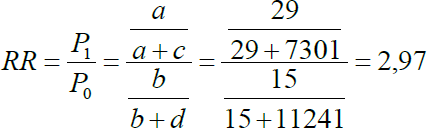 RR = P₁/P₀ = (a/(a + c))/(b/(b + d)) = (29/(29 + 7301))/(15/(15 + 11241)) = 2,97